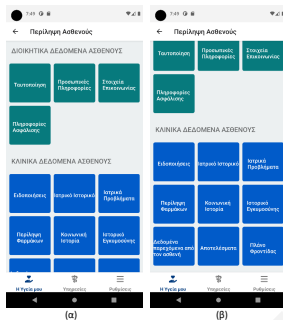 7:49
Περίληψη Ασθενούς
ΔΙΟΙΚΗΤΙΚΑ ΔΕΔΟΜΕΝΑ ΑΣΘΕΝΟΥΣ
Ταυτοποίηση
Προσωπικές
Πληροφορίες
Στοιχεία
Επικοινωνίας
Πληροφορίες
Ασφάλισης
ΚΛΙΝΙΚΑ ΔΕΔΟΜΕΝΑ ΑΣΘΕΝΟΥΣ
Ειδοποιήσεις
Ιατρικό Ιστορικό
Ιατρικά
Προβλήματα
Περίληψη
Φαρμάκων
Κοινωνική
Ιστορία
Ιστορικό
Εγκυμοσύνης
Η Υγεία μου
Υπηρεσίες
Ρυθμίσεις
(α)
7:49
Περίληψη Ασθενούς
Ταυτοποίηση
Προσωπικές
Πληροφορίες
Στοιχεία
Επικοινωνίας
Πληροφορίες
Ασφάλισης
ΚΛΙΝΙΚΑ ΔΕΔΟΜΕΝΑ ΑΣΘΕΝΟΥΣ
Ειδοποιήσεις
Ιατρικό Ιστορικό
Ιατρικά
Προβλήματα
Περίληψη
Φαρμάκων
Κοινωνική
Ιστορία
Ιστορικό
Εγκυμοσύνης
Δεδομένα
παρεχόμενα από
τον ασθενή
Αποτελέσματα
Πλάνο
Φροντίδας
Η Υγεία μου
Υπηρεσίες
Ρυθμίσεις
(β)